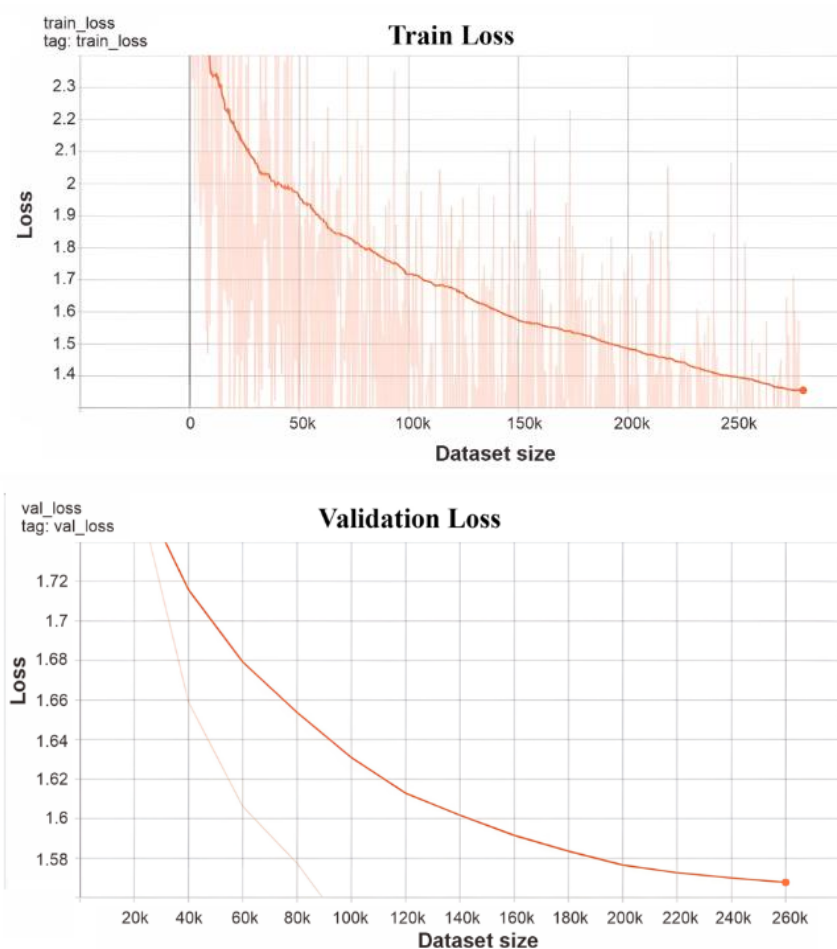 train_loss
tag: train_loss
Train Loss
2.3
2.2
2.1
2
1.9
1.8
1.7
1.6
1.5
1.4
Loss
0 50k 100k 150k 200k 250k
Dataset size
val_loss
tag: val_loss
Validation Loss
1.72
1.7
1.68
1.66
1.64
1.62
1.6
1.58
Loss
20k 40k 60k 80k 100k 120k 140k 160k 180k 200k 220k 240k 260k
Dataset size